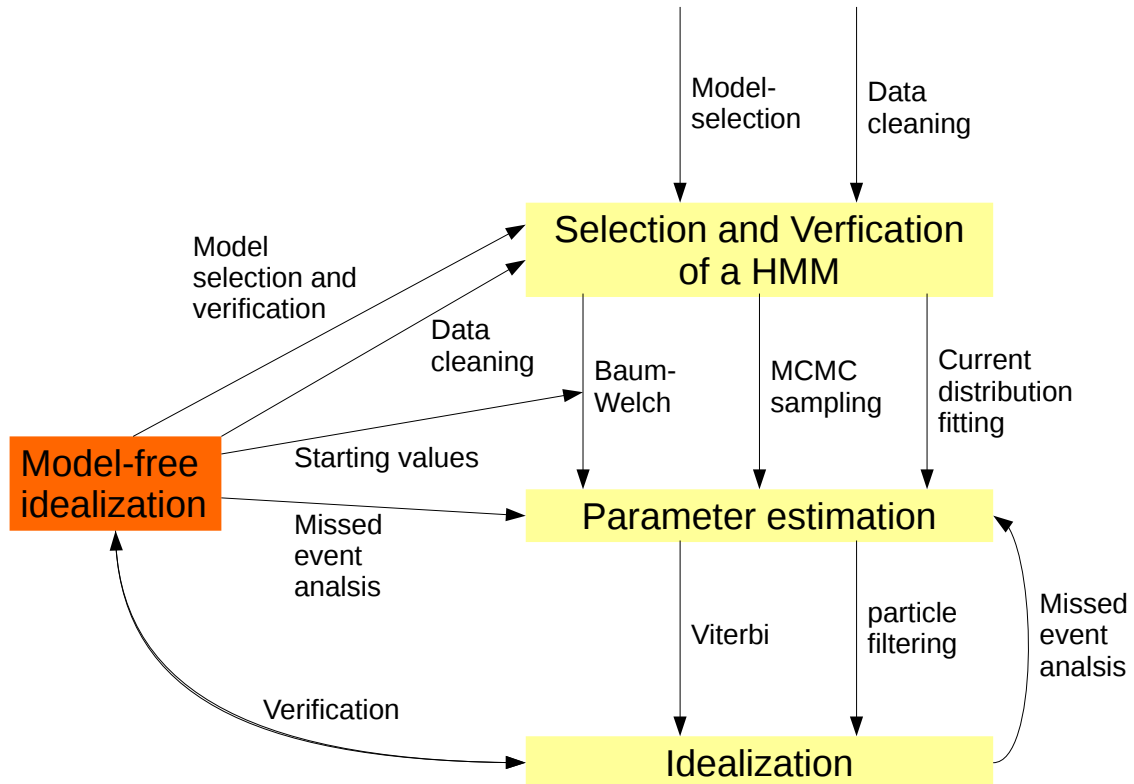 Model-
selection
Data
cleaning
Selection and Verfication
of a HMM
Model
selection and
verification
Data
cleaning
Baum-
Welch
MCMC
sampling
Current
distribution
fitting
Starting values
Model-free
idealization
Missed
event
analsis
Parameter estimation
Viterbi
particle
filtering
Missed
event
analsis
Verification
Idealization